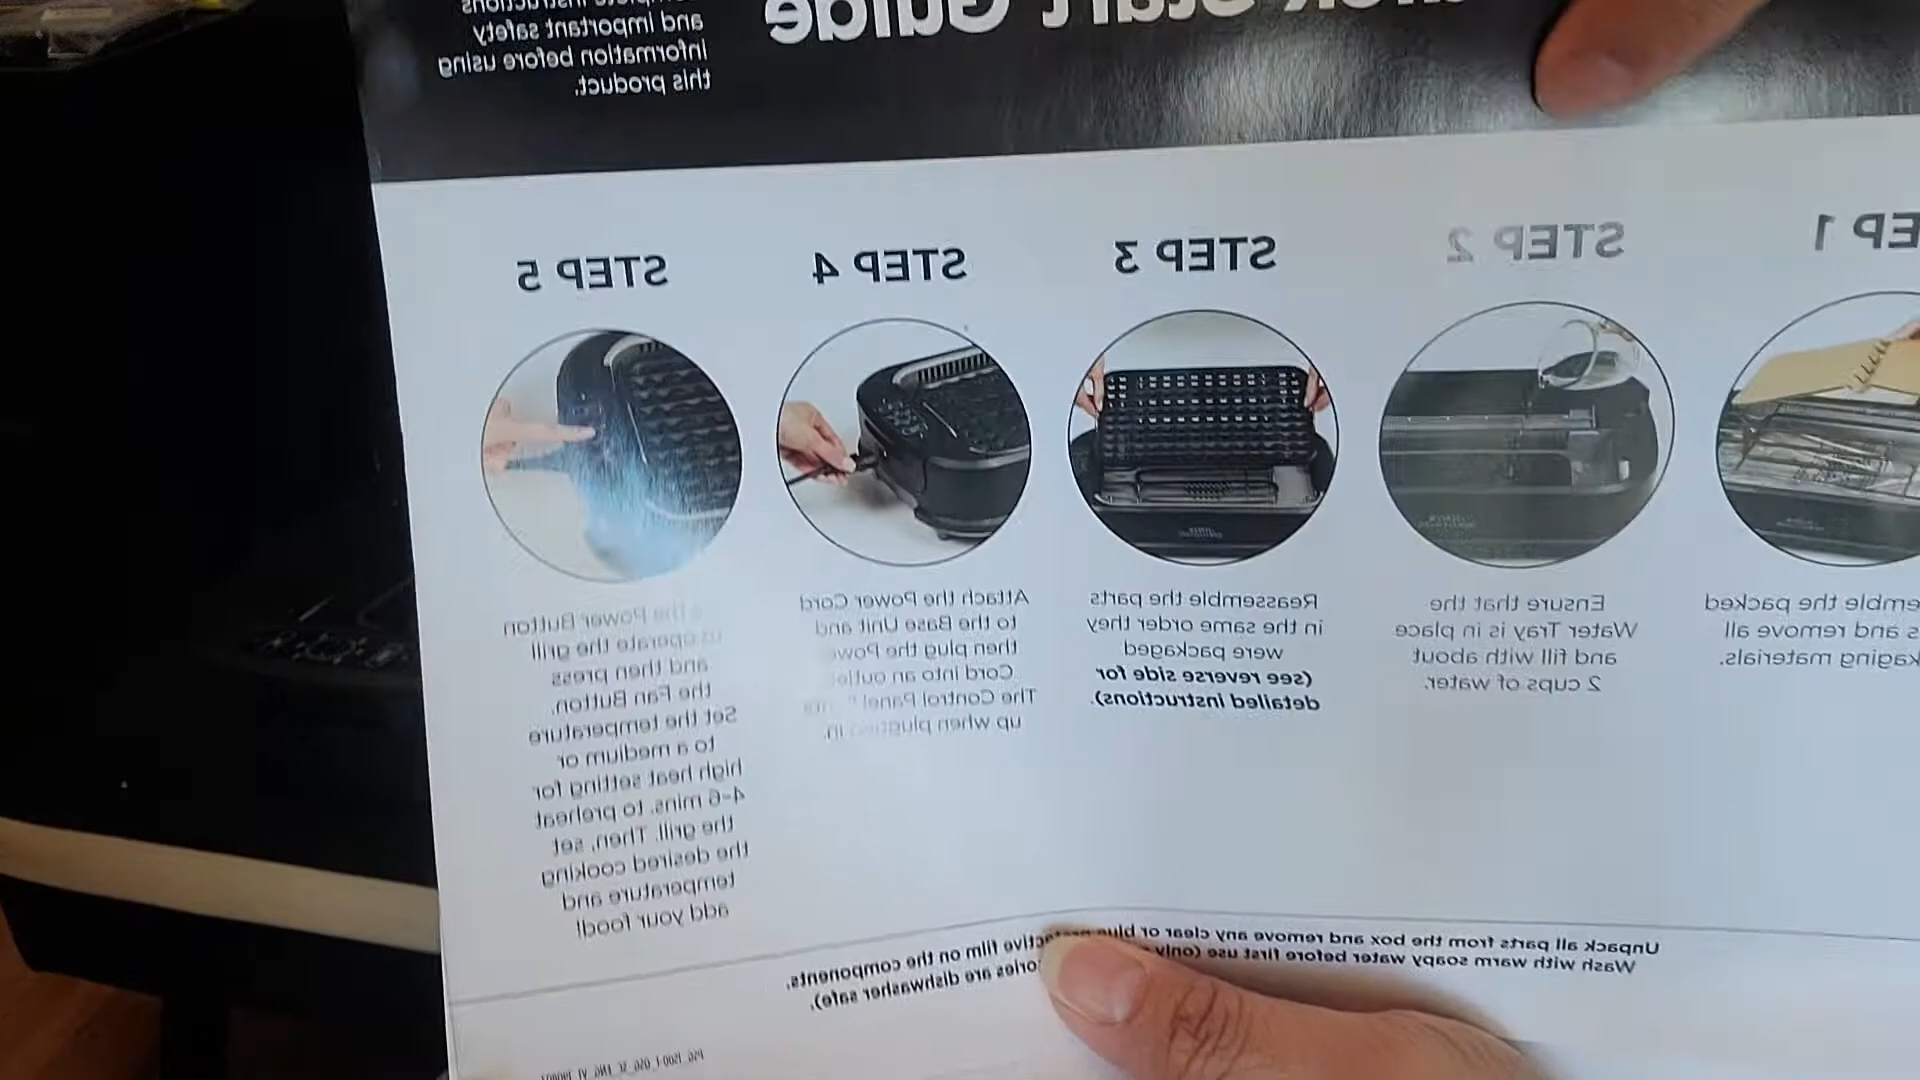 Start Guide
and important safety
information before using
this product.
EP 1
mble the packed
s and remove all
kaging materials.
STEP 2
Ensure that the
Water Tray is in place
and fill with about
2 cups of water.
STEP 3
Reassemble the parts
in the same order they
were packaged
(see reverse side for
detailed instructions).
STEP 4
Attach the Power Cord
to the Base Unit and
then plug the
Cord into an
The Control Panel
up when plugged in.
STEP 5
the Power Button
to operate the grill
and then press
the Fan Button.
Set the temperature
to a medium or
high heat setting for
4-6 mins. to preheat
the grill. Then, set
the desired cooking
temperature and
add your food!
Unpack all parts from the box and remove any clear or blue protective film on the components.
Wash with warm soapy water before first use (only are dishwasher safe).